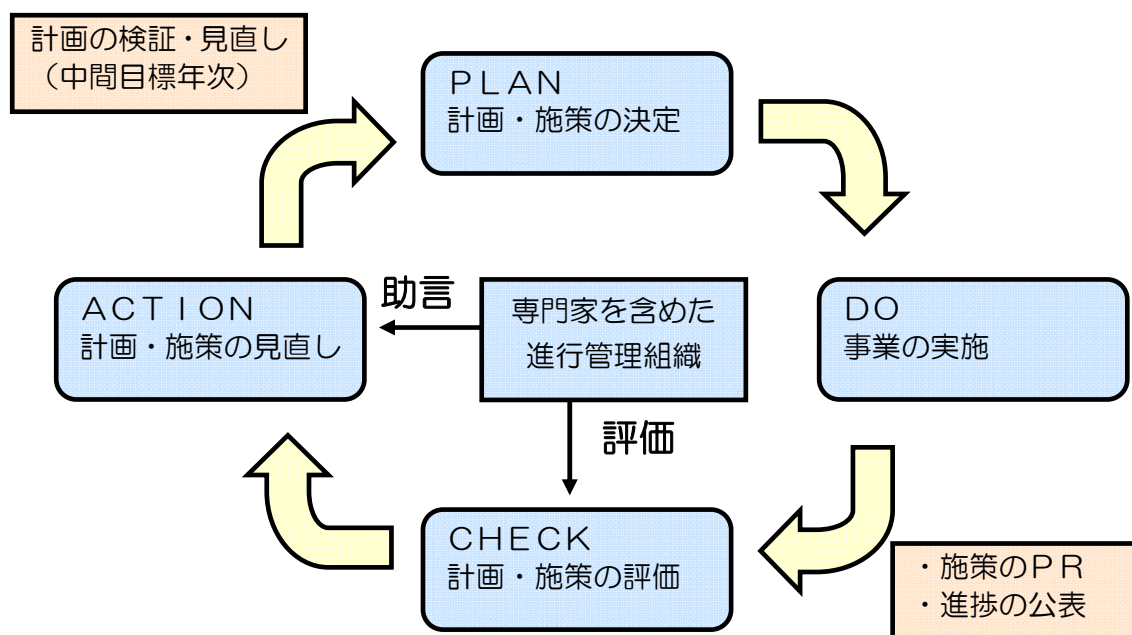 計画の検証・見直し
（中間目標年次）
ＰＬＡＮ
計画・施策の決定
ＡＣＴＩＯＮ
計画・施策の見直し
助言
専門家を含めた
進行管理組織
ＤＯ
事業の実施
評価
ＣＨＥＣＫ
計画・施策の評価
・施策のＰＲ
・進捗の公表